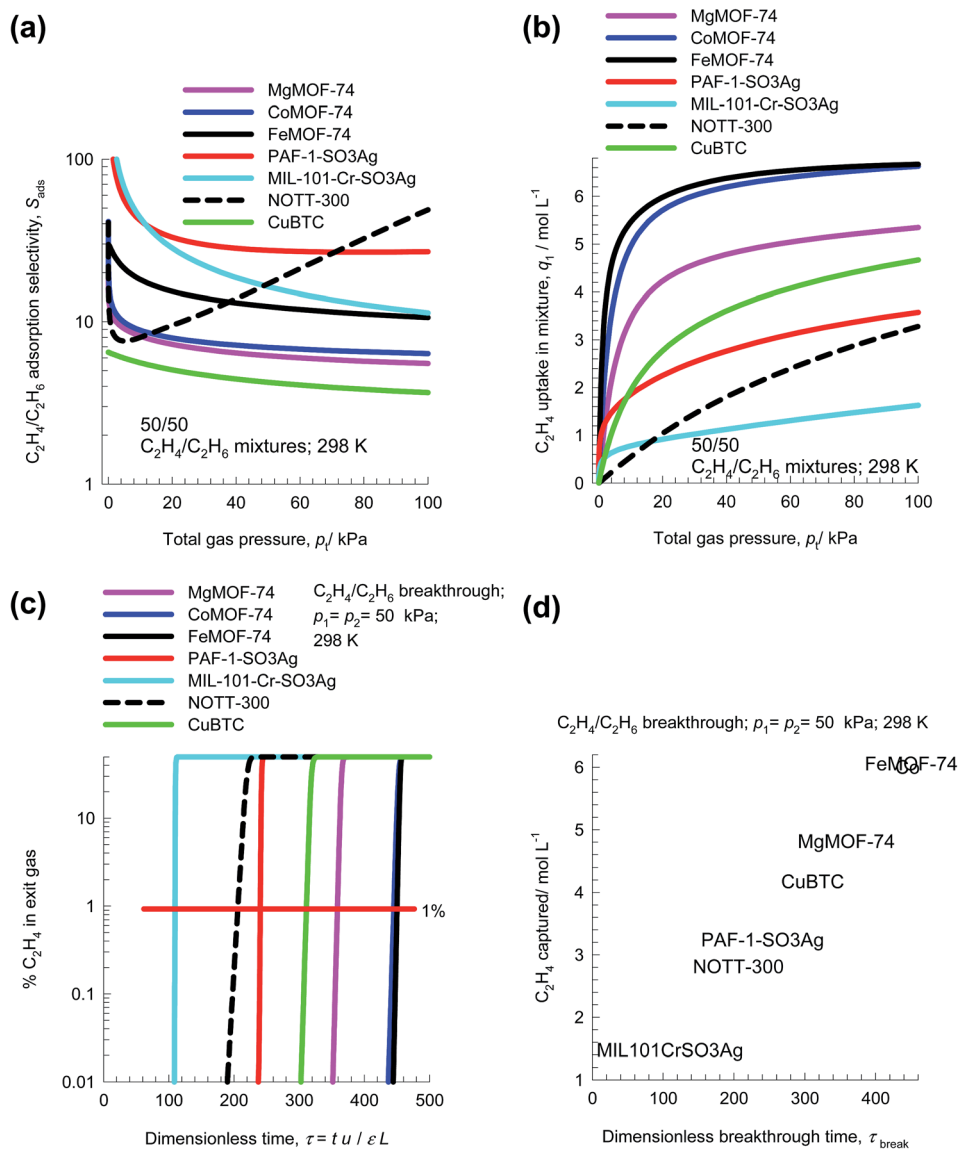 (a)
MgMOF-74
CoMOF-74
FeMOF-74
PAF-1-SO3Ag
MIL-101-Cr-SO3Ag
NOTT-300
CuBTC
100
10
1
C₂H₄/C₂H₆ adsorption selectivity, Sads
50/50
C₂H₄/C₂H₆ mixtures; 298 K
0 20 40 60 80 100
Total gas pressure, pt/ kPa
(b)
MgMOF-74
CoMOF-74
FeMOF-74
PAF-1-SO3Ag
MIL-101-Cr-SO3Ag
NOTT-300
CuBTC
6
5
4
3
2
1
0
C₂H₄ uptake in mixture, q₁ / mol L⁻¹
50/50
C₂H₄/C₂H₆ mixtures; 298 K
0 20 40 60 80 100
Total gas pressure, pt/ kPa
(c)
MgMOF-74
CoMOF-74
FeMOF-74
PAF-1-SO3Ag
MIL-101-Cr-SO3Ag
NOTT-300
CuBTC
C₂H₄/C₂H₆ breakthrough;
p₁= p₂= 50 kPa;
298 K
10
1
0.1
0.01
% C₂H₄ in exit gas
1%
0 100 200 300 400 500
Dimensionless time, τ = t u / ε L
(d)
C₂H₄/C₂H₆ breakthrough; p₁= p₂= 50 kPa; 298 K
6
5
4
3
2
1
C₂H₄ captured/ mol L⁻¹
FeMOF-74
Co
MgMOF-74
CuBTC
PAF-1-SO3Ag
NOTT-300
MIL101CrSO3Ag
0 100 200 300 400
Dimensionless breakthrough time, τbreak